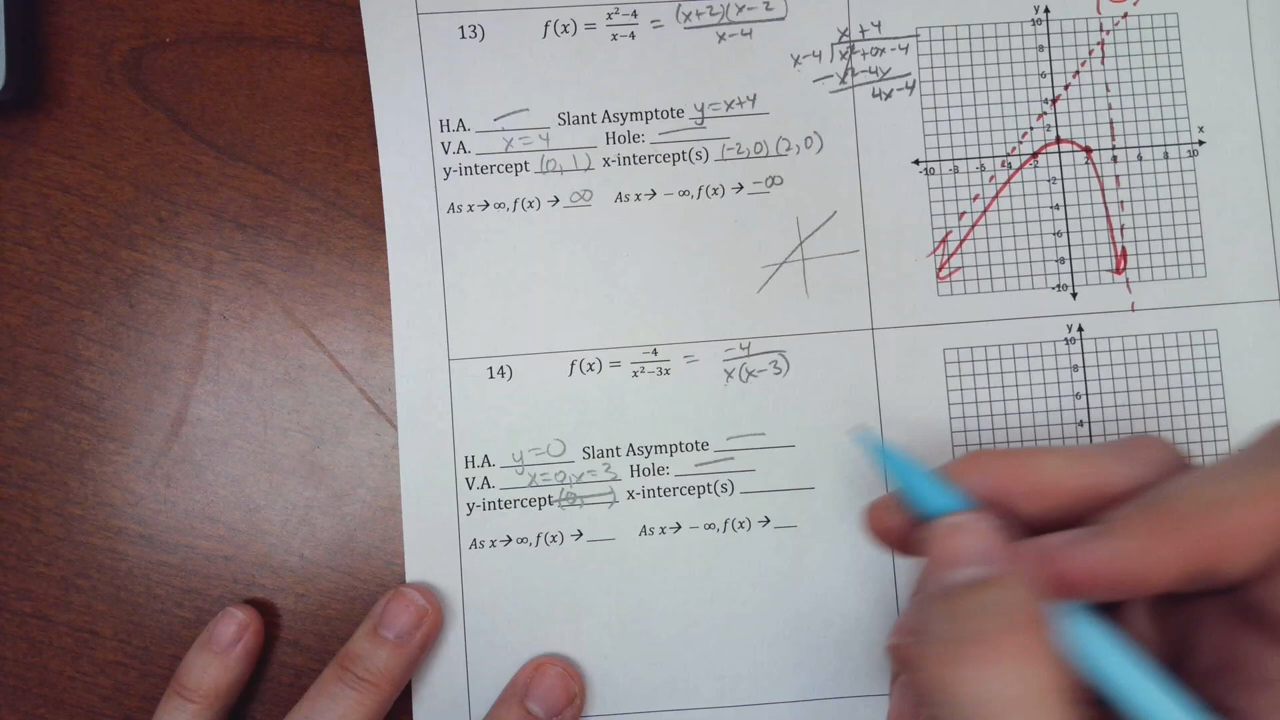 13) f(x) = x²−4 / x−4 = (x+2)(x−2 / x−4
x +4
x−4 x²+0x−4
− x²−4x
4x−4
H.A. — Slant Asymptote y=x+4
V.A. x=4 Hole: —
y-intercept (0, 1) x-intercept(s) (-2,0) (2,0)
As x→∞, f(x) → ∞ As x→ −∞, f(x) → −∞
y
10
8
6
4
2
x
-10 -8 -6 -4 2 4 6 8 10
-2
-4
-6
-8
-10
14) f(x) = −4 / x²−3x = −4 / x(x−3)
H.A. y=0 Slant Asymptote —
V.A. x=0, x=3 Hole: —
y-intercept (0, ) x-intercept(s)
As x→∞, f(x) → As x→ −∞, f(x) →
y
10
8
6
4